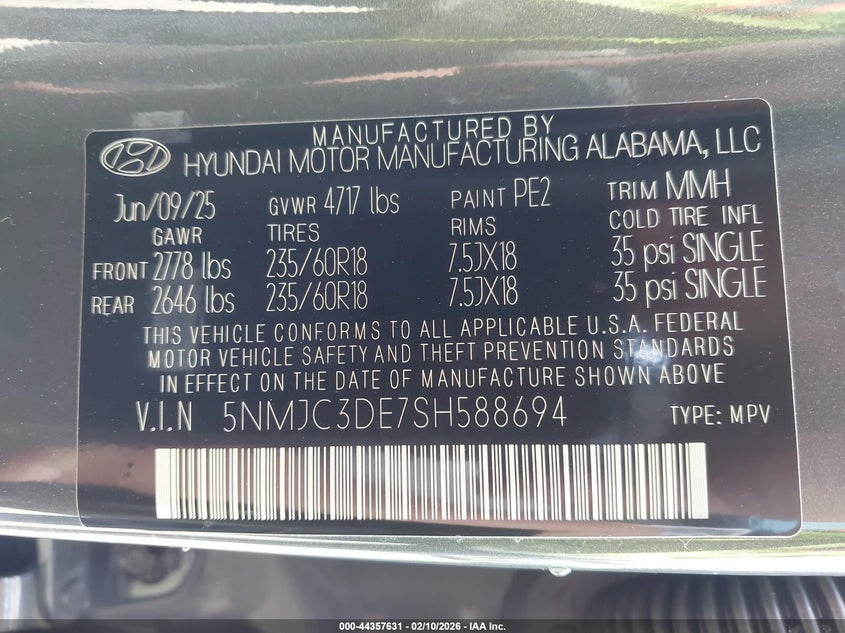 MANUFACTURED BY
HYUNDAI MOTOR MANUFACTURING ALABAMA, LLC
Jun/09/25 GVWR 4717 lbs PAINT PE2 TRIM MMH
GAWR TIRES RIMS COLD TIRE INFL
FRONT 2778 lbs 235/60R18 7.5JX18 35 psi SINGLE
REAR 2646 lbs 235/60R18 7.5JX18 35 psi SINGLE
THIS VEHICLE CONFORMS TO ALL APPLICABLE U.S.A. FEDERAL
MOTOR VEHICLE SAFETY AND THEFT PREVENTION STANDARDS
IN EFFECT ON THE DATE OF MANUFACTURE SHOWN ABOVE
V.I.N 5NMJC3DE7SH588694 TYPE: MPV
000-44357631 - 02/10/2026 - IAA Inc.